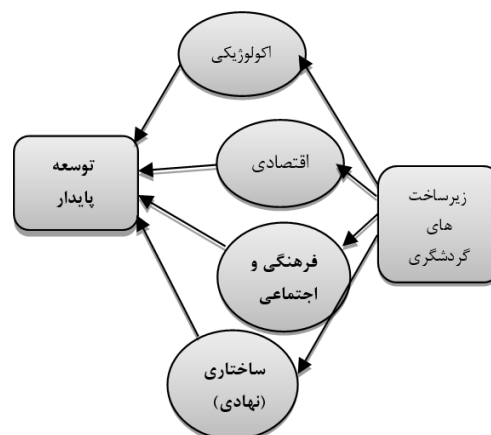 اکولوژیکی
اقتصادی
توسعه
پایدار
زیرساخت
های
گردشگری
فرهنگی و
اجتماعی
ساختاری
(نهادی)